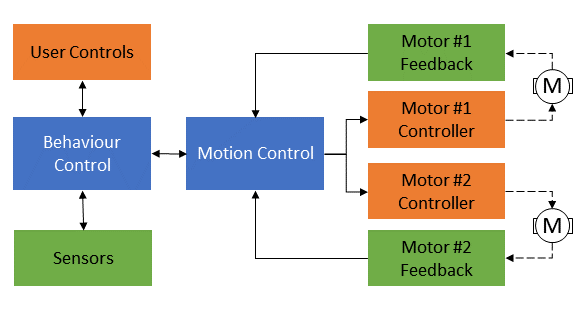 User Controls
Behaviour
Control
Sensors
Motion Control
Motor #1
Feedback
Motor #1
Controller
Motor #2
Controller
Motor #2
Feedback
M
M